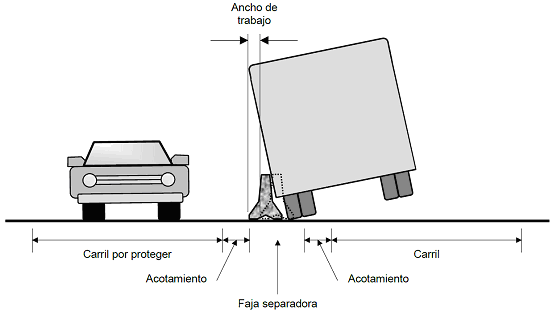 Ancho de
trabajo
Carril por proteger
Carril
Acotamiento
Acotamiento
Faja separadora